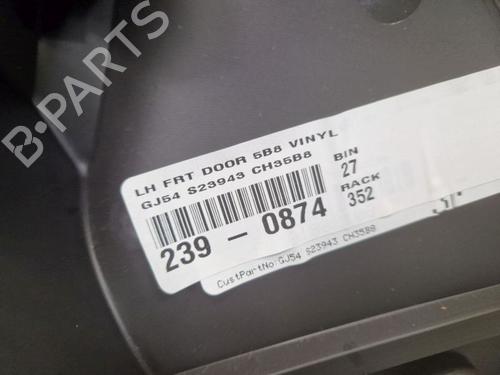 LH FRT DOOR 5B8 VINYL
GJ54 S23943 CH35B8
BIN
27
RACK
352
239-0874
CustPartNo:GJ54 S23943 CH35B8
B-PARTS